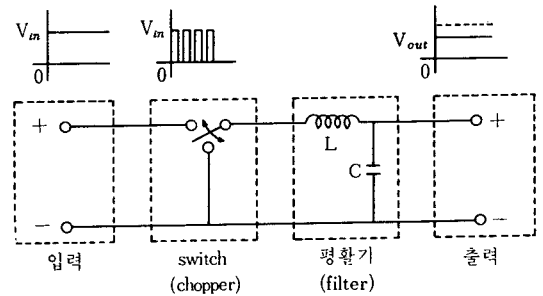 V_in
0
V_in
0
V_out
0
+
−
L
C
+
−
입력
switch
(chopper)
평활기
(filter)
출력